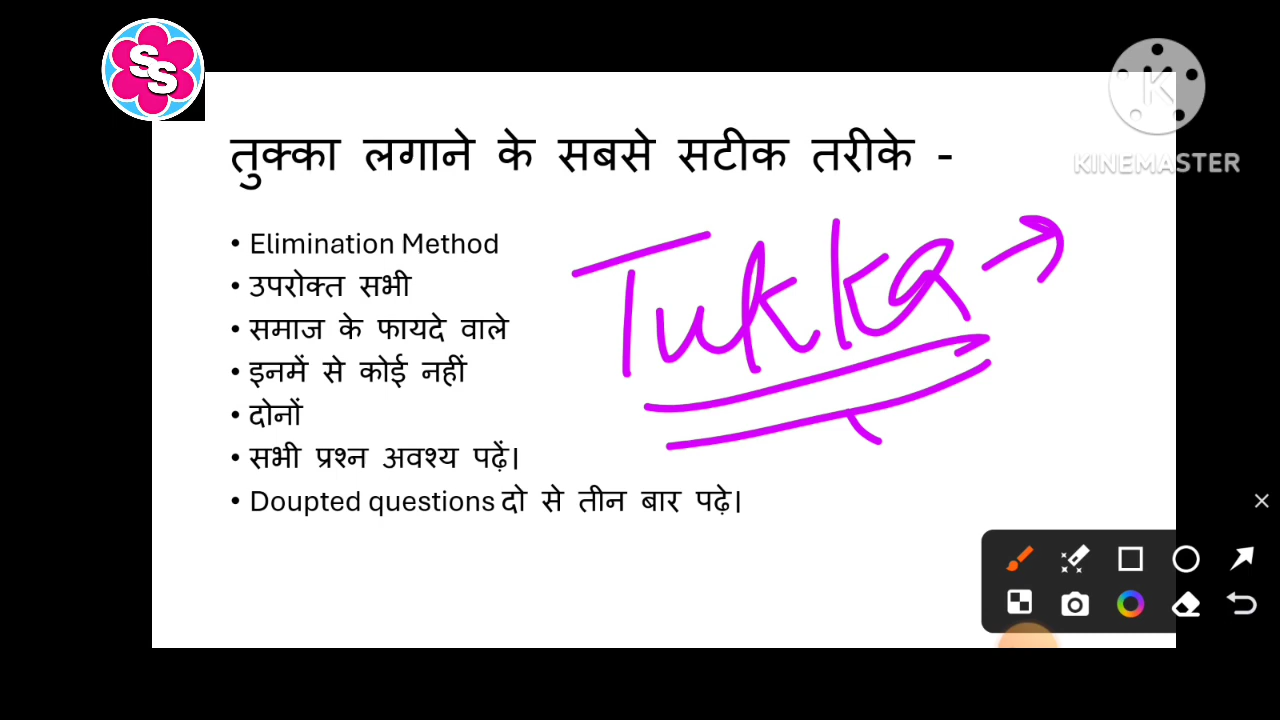 SS
KINEMASTER
तुक्का लगाने के सबसे सटीक तरीके -
• Elimination Method
• उपरोक्त सभी
• समाज के फायदे वाले
• इनमें से कोई नहीं
• दोनों
• सभी प्रश्न अवश्य पढ़ें।
• Doupted questions दो से तीन बार पढ़े।
Tukka